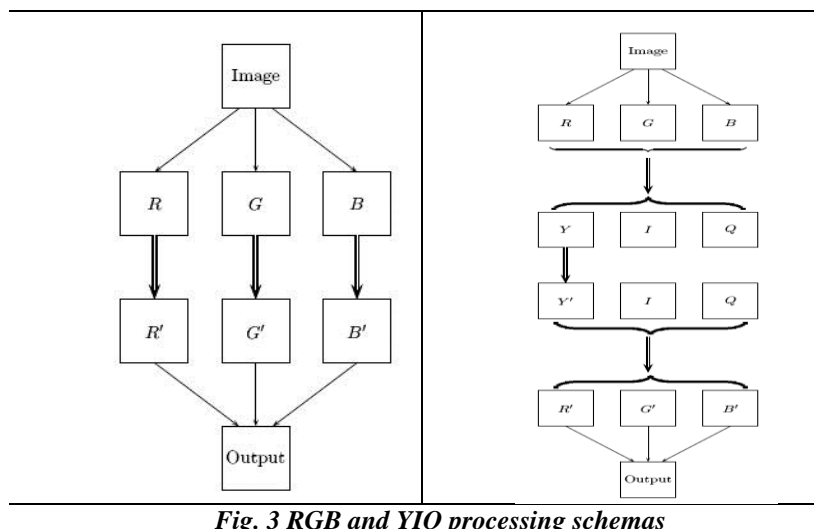 Image
R G B
R′ G′ B′
Output
Image
R G B
Y I Q
Y′ I Q
R′ G′ B′
Output
Fig. 3 RGB and YIQ processing schemas